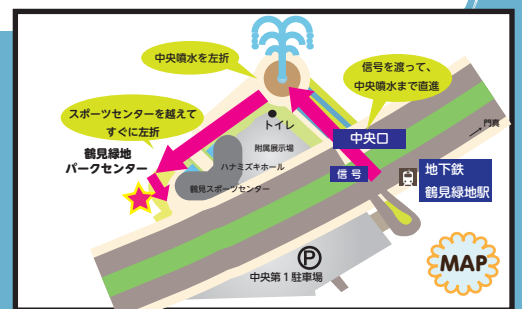 中央噴水を左折
信号を渡って、
中央噴水まで直進
スポーツセンターを越えて
すぐに左折
トイレ
中央口
門真
附属展示場
鶴見緑地
パークセンター
ハナミズキホール
信号
地下鉄
鶴見緑地駅
鶴見スポーツセンター
P
中央第1駐車場
MAP